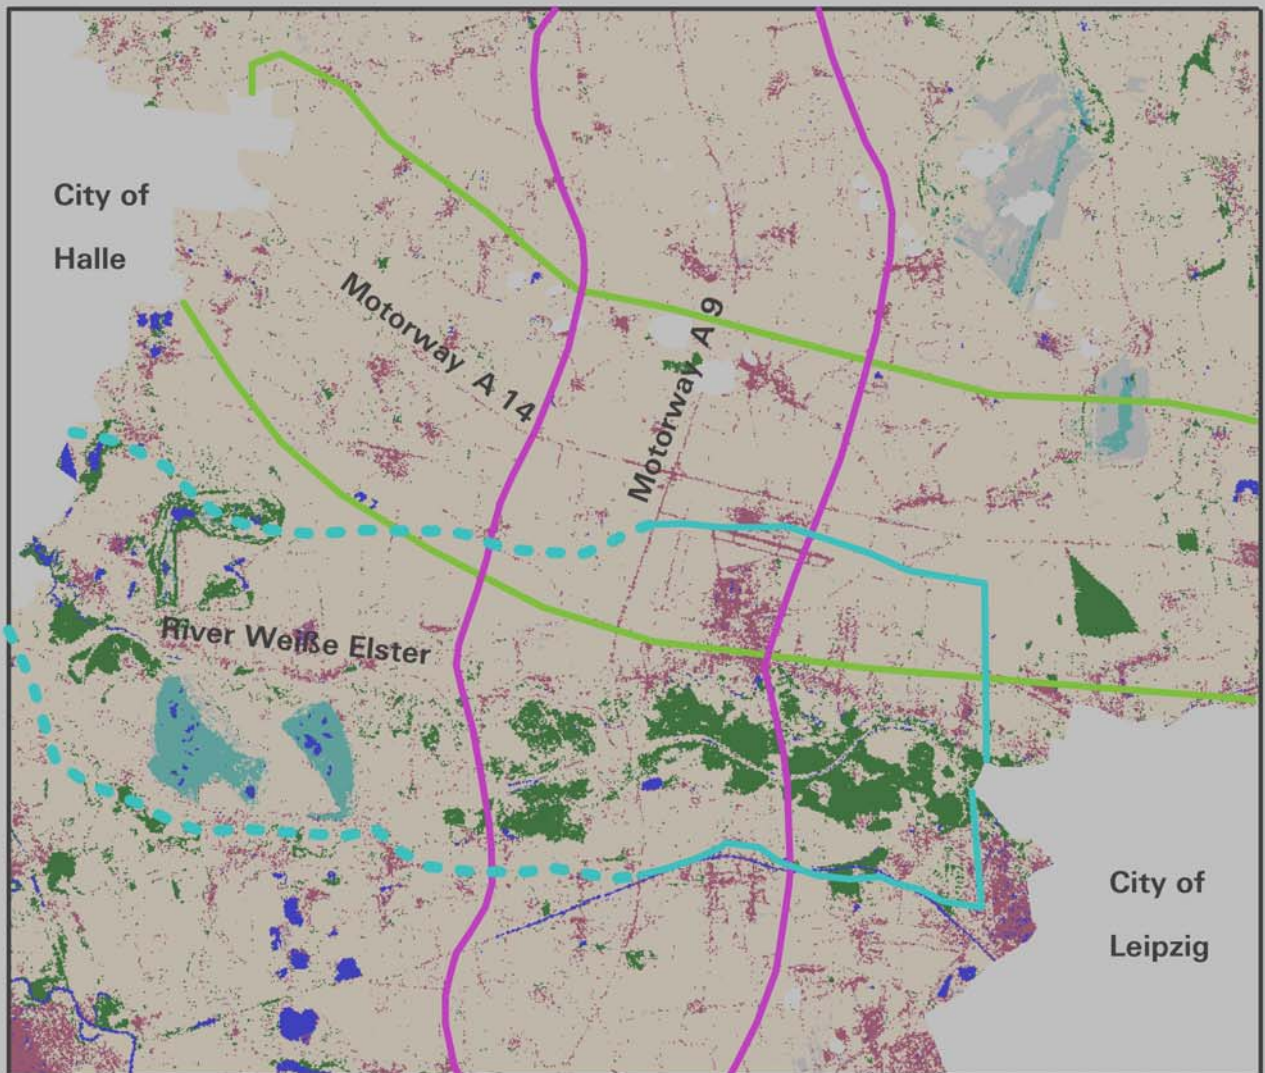 City of
Halle
Motorway A 14
Motorway A 9
River Weiße Elster
City of
Leipzig